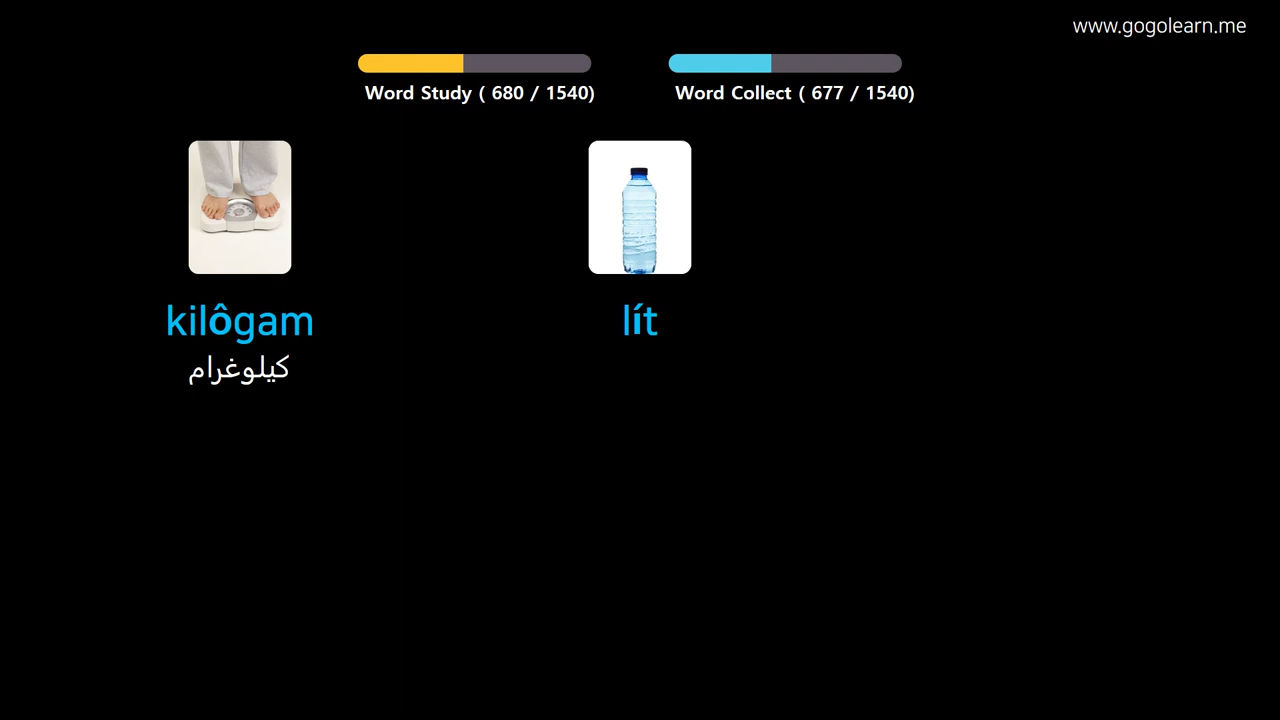 www.gogolearn.me
Word Study ( 680 / 1540)
Word Collect ( 677 / 1540)
kilôgam
كيلوغرام
lít